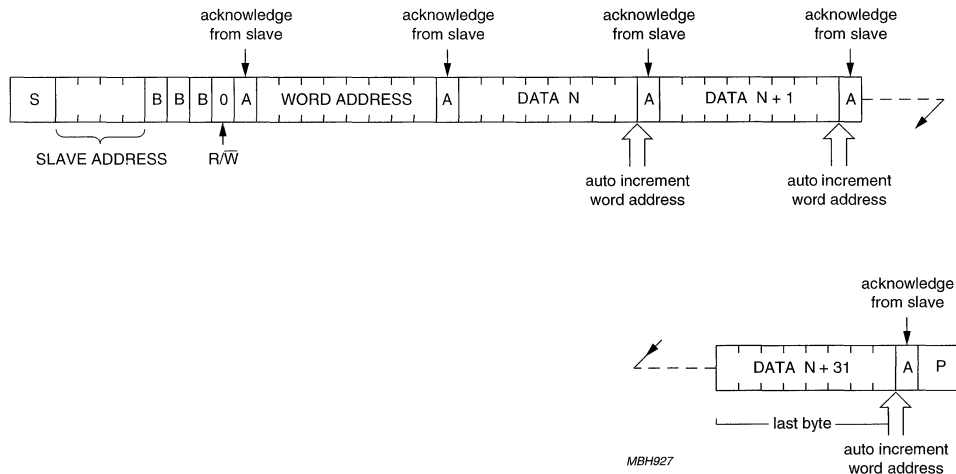 acknowledge
from slave
acknowledge
from slave
acknowledge
from slave
acknowledge
from slave
S B B B 0 A WORD ADDRESS A DATA N A DATA N + 1 A
SLAVE ADDRESS
R/W̅
auto increment
word address
auto increment
word address
acknowledge
from slave
DATA N + 31 A P
last byte
auto increment
word address
MBH927